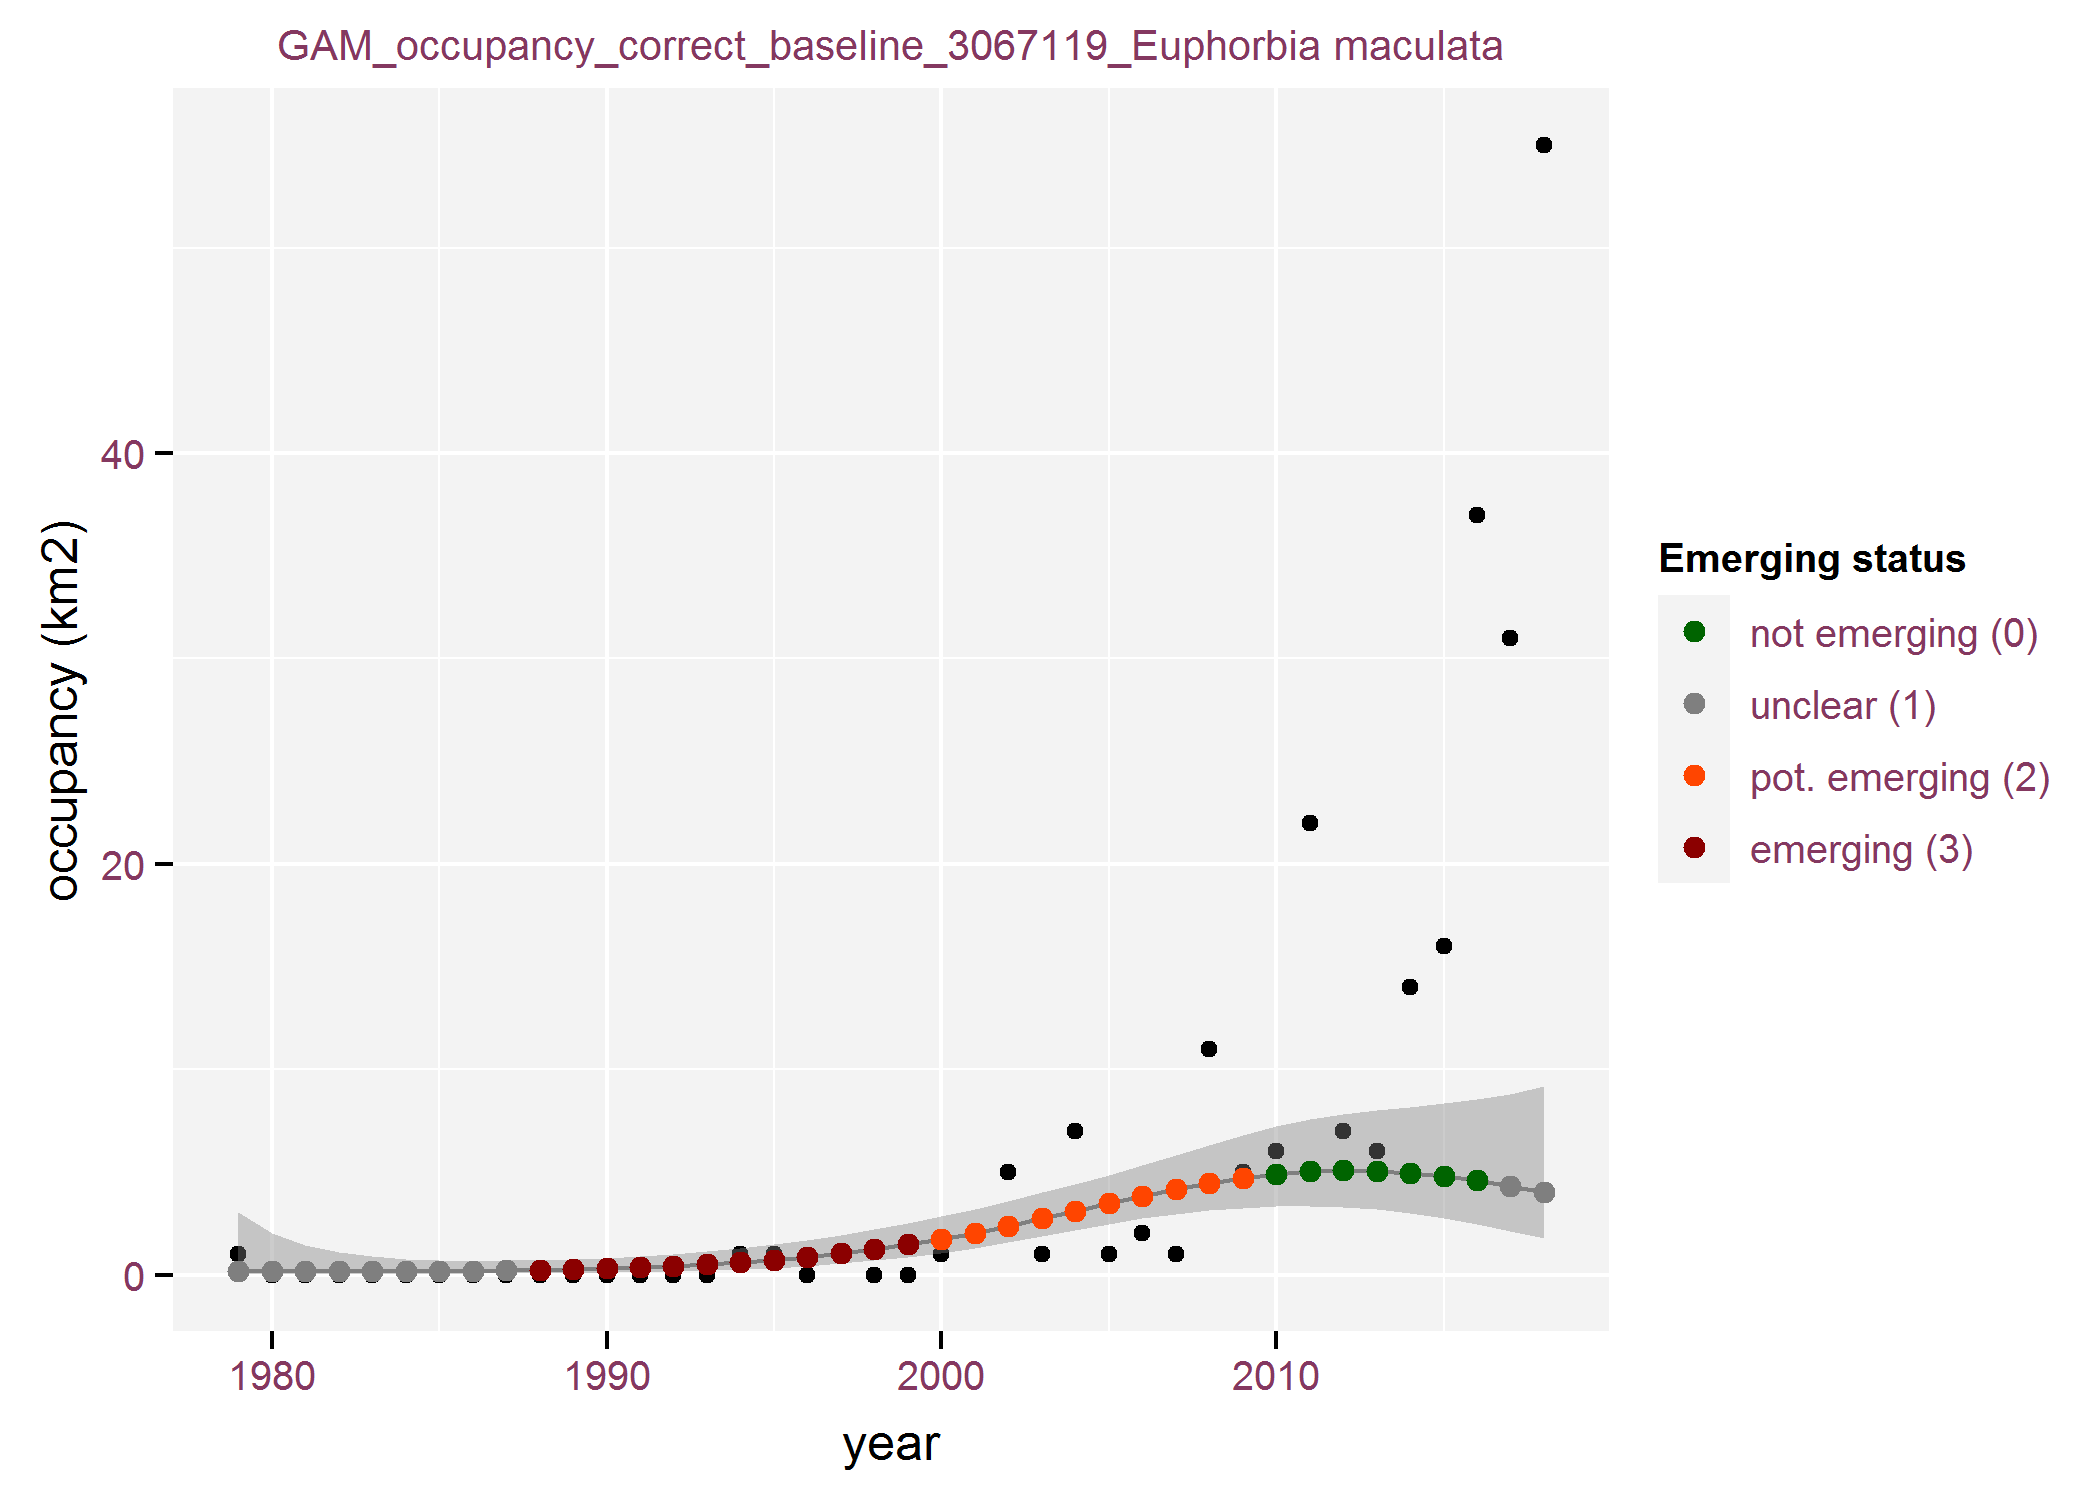 GAM_occupancy_correct_baseline_3067119_Euphorbia maculata
occupancy (km2)
40
20
0
1980 1990 2000 2010
year
Emerging status
not emerging (0)
unclear (1)
pot. emerging (2)
emerging (3)